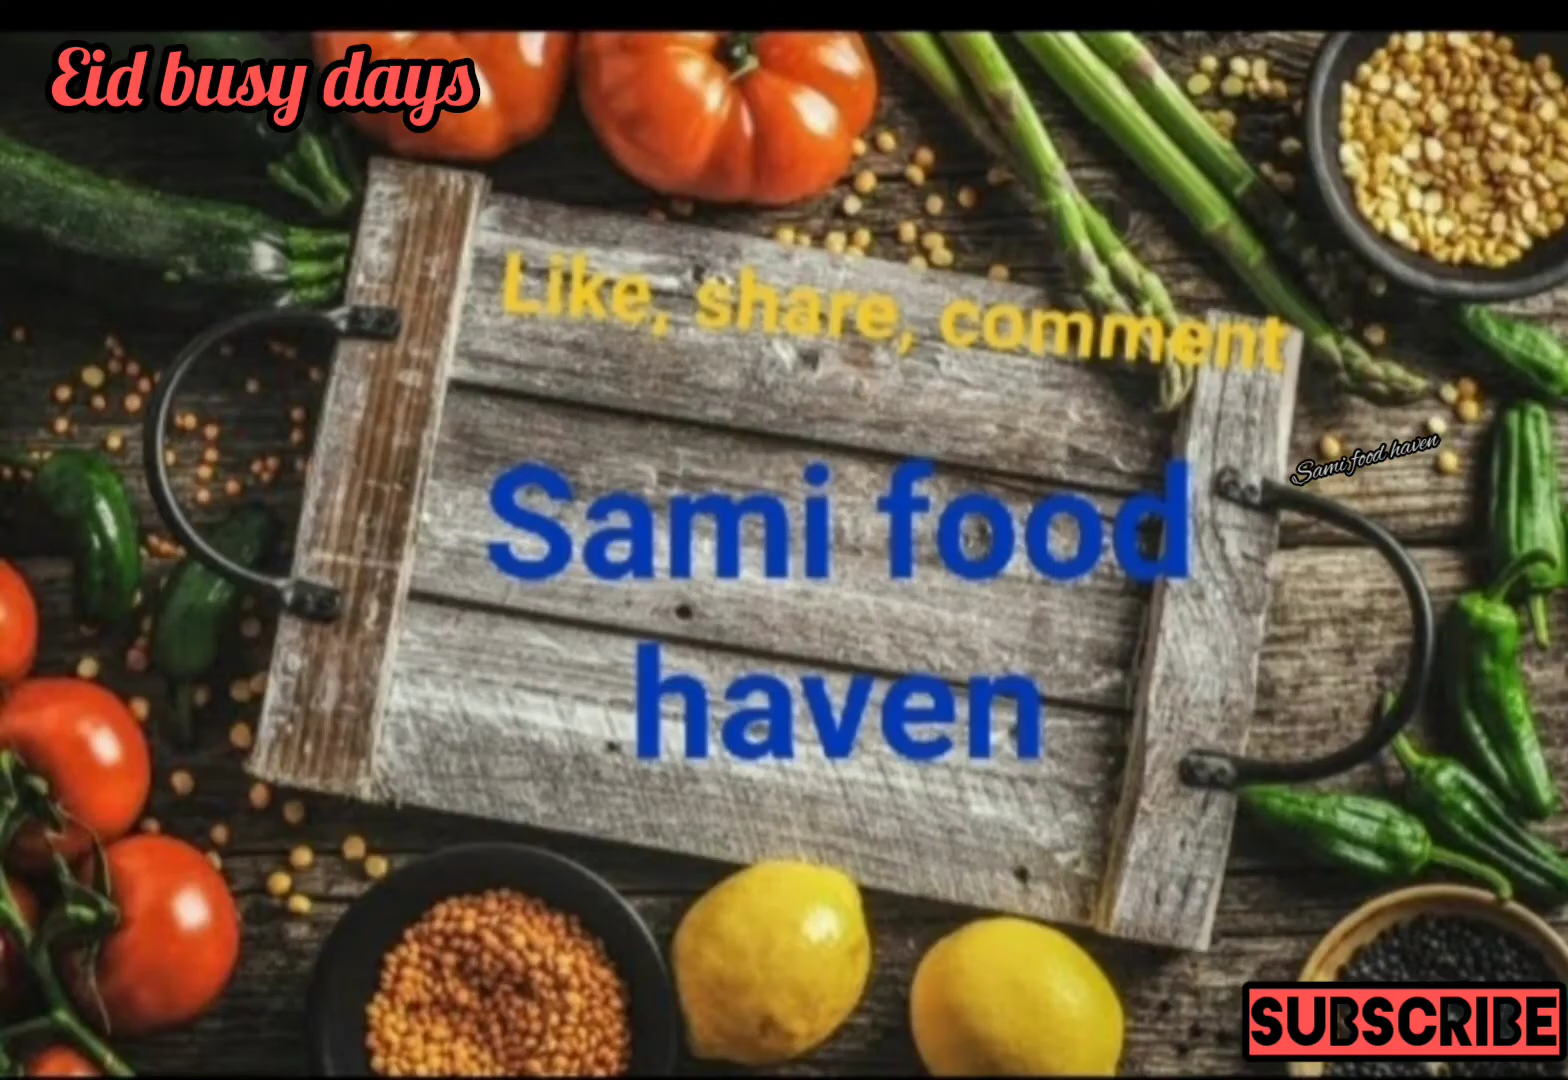 Eid busy days
Like, share, comment
Sami food haven
Sami food
haven
SUBSCRIBE